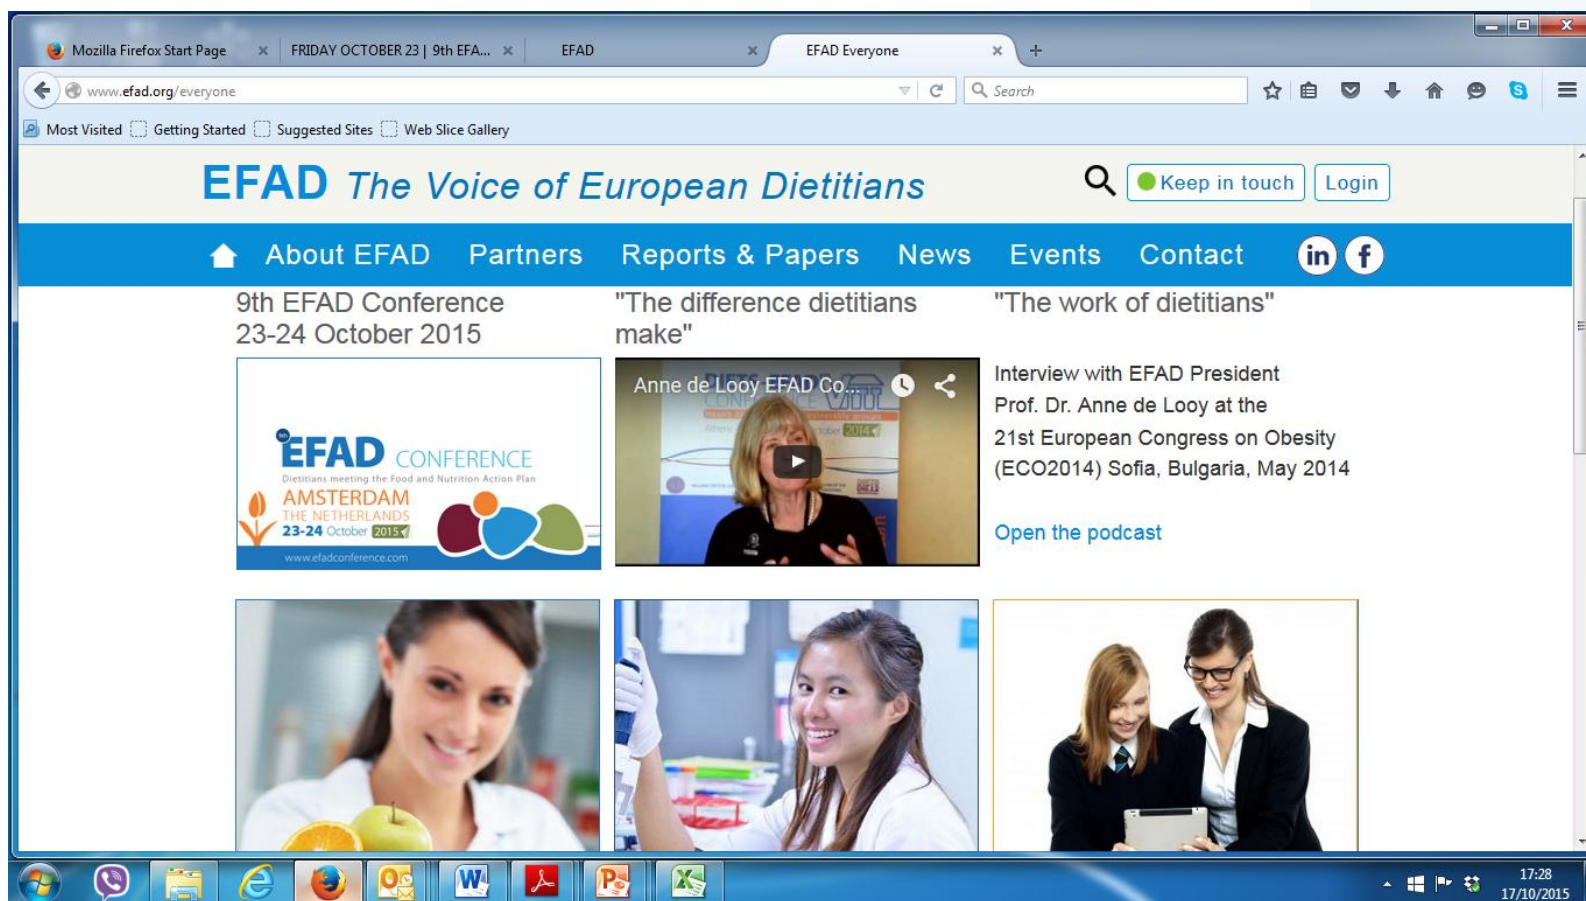 Mozilla Firefox Start Page
FRIDAY OCTOBER 23 | 9th EFA...
EFAD
EFAD Everyone
www.efad.org/everyone
Search
Most Visited
Getting Started
Suggested Sites
Web Slice Gallery
EFAD The Voice of European Dietitians
Keep in touch
Login
About EFAD
Partners
Reports & Papers
News
Events
Contact
in
f
9th EFAD Conference
23-24 October 2015
9th
EFAD CONFERENCE
Dietitians meeting the Food and Nutrition Action Plan
AMSTERDAM
THE NETHERLANDS
23-24 October 2015
www.efadconference.com
"The difference dietitians
make"
Anne de Looy EFAD Co...
"The work of dietitians"
Interview with EFAD President
Prof. Dr. Anne de Looy at the
21st European Congress on Obesity
(ECO2014) Sofia, Bulgaria, May 2014
Open the podcast
17:28
17/10/2015